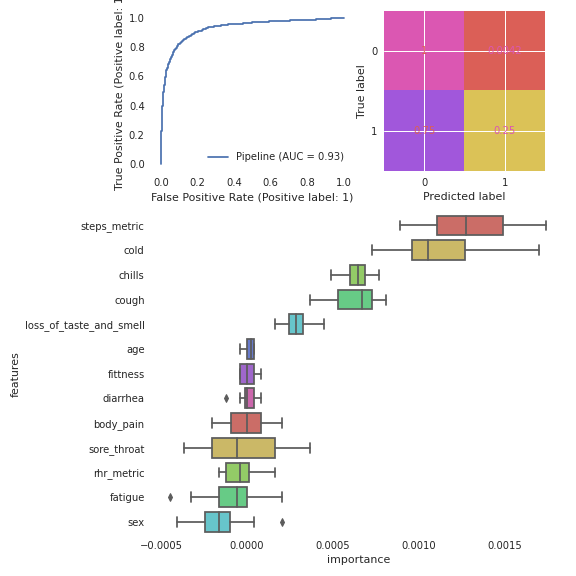 True Positive Rate (Positive label: 1
1.0
0.8
0.6
0.4
0.2
0.0
Pipeline (AUC = 0.93)
0.0 0.2 0.4 0.6 0.8 1.0
False Positive Rate (Positive label: 1)
True label
0
1
0.25
0 1
Predicted label
features
steps_metric
cold
chills
cough
loss_of_taste_and_smell
age
fittness
diarrhea
body_pain
sore_throat
rhr_metric
fatigue
sex
−0.0005 0.0000 0.0005 0.0010 0.0015
importance